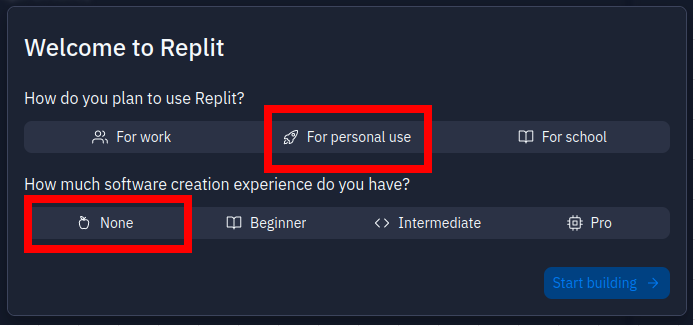 Welcome to Replit
How do you plan to use Replit?
For work For personal use For school
How much software creation experience do you have?
None Beginner Intermediate Pro
Start building